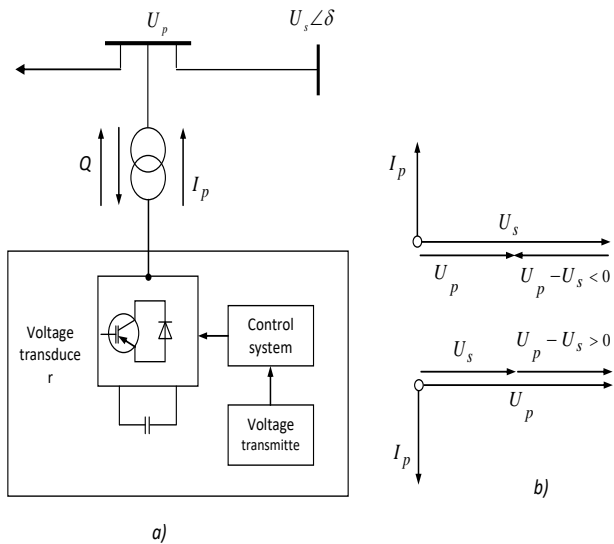 U_p
U_s∠δ
Q
I_p
Voltage
transduce
r
Control
system
Voltage
transmitte
a)
I_p
U_s
U_p
U_p − U_s < 0
U_s
U_p − U_s > 0
U_p
I_p
b)